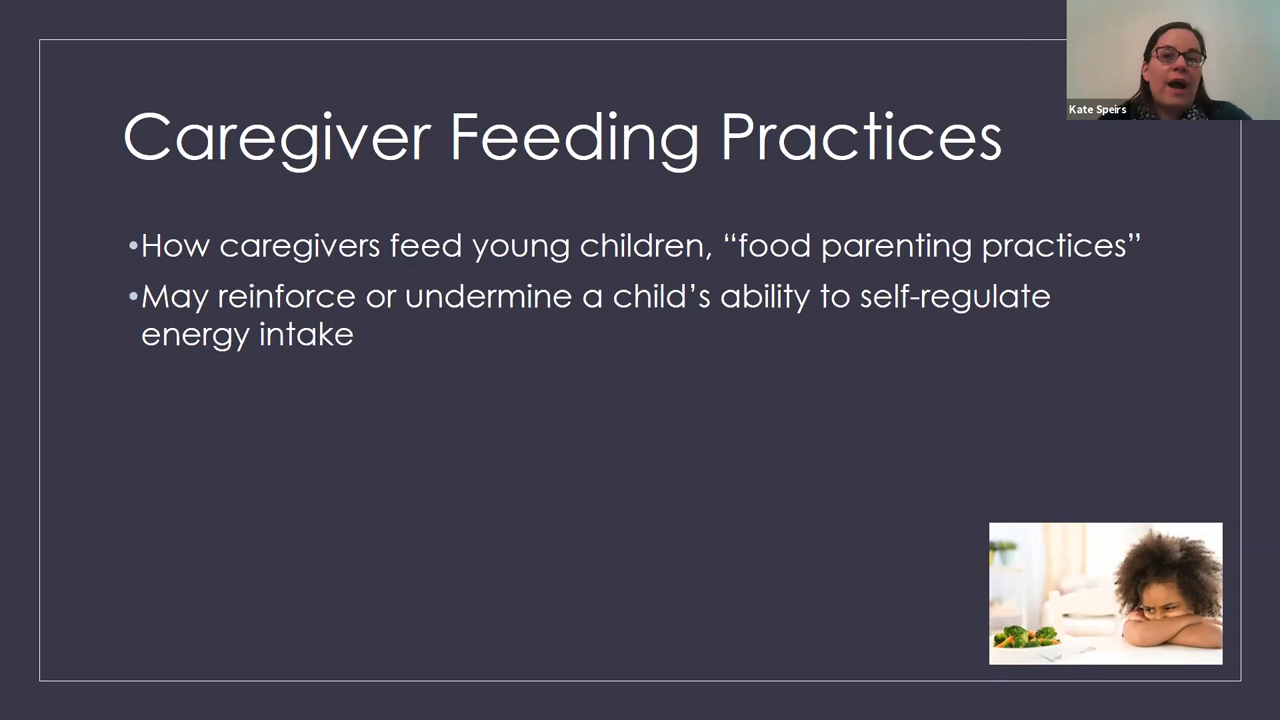 Kate Speirs
Caregiver Feeding Practices
•How caregivers feed young children, “food parenting practices”
•May reinforce or undermine a child’s ability to self-regulate
energy intake